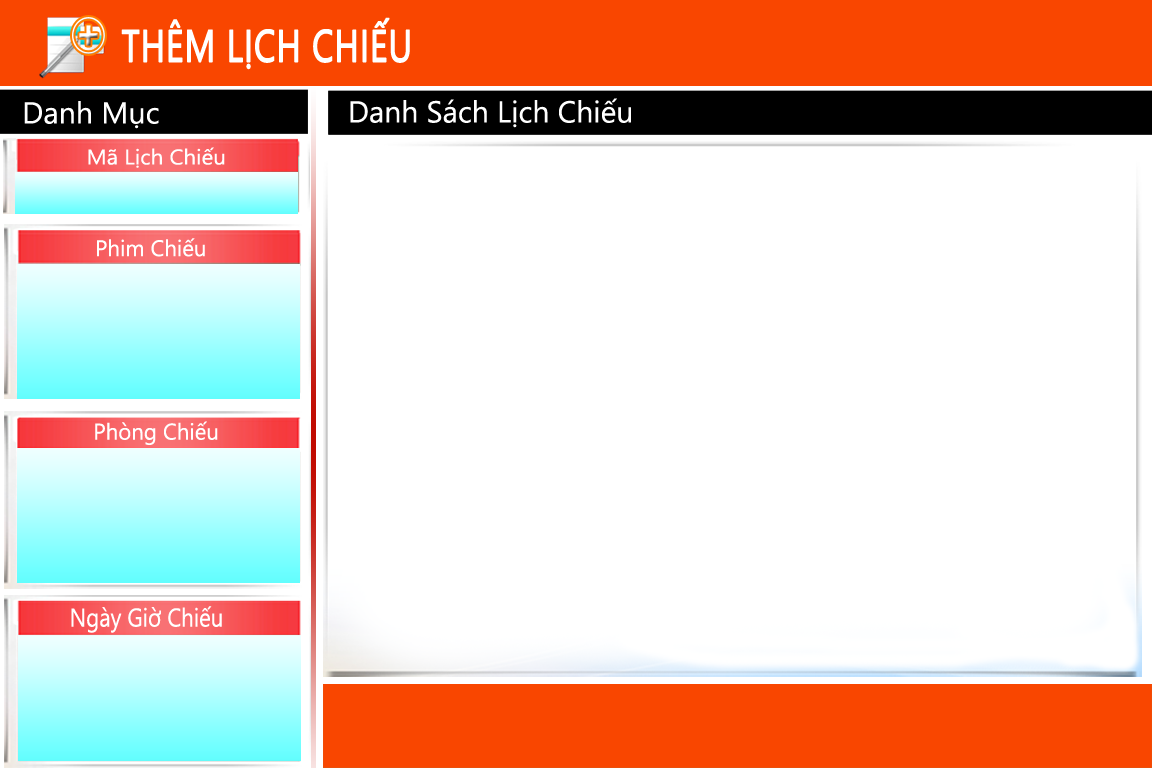 THÊM LỊCH CHIẾU
Danh Mục
Mã Lịch Chiếu
Phim Chiếu
Phòng Chiếu
Ngày Giờ Chiếu
Danh Sách Lịch Chiếu